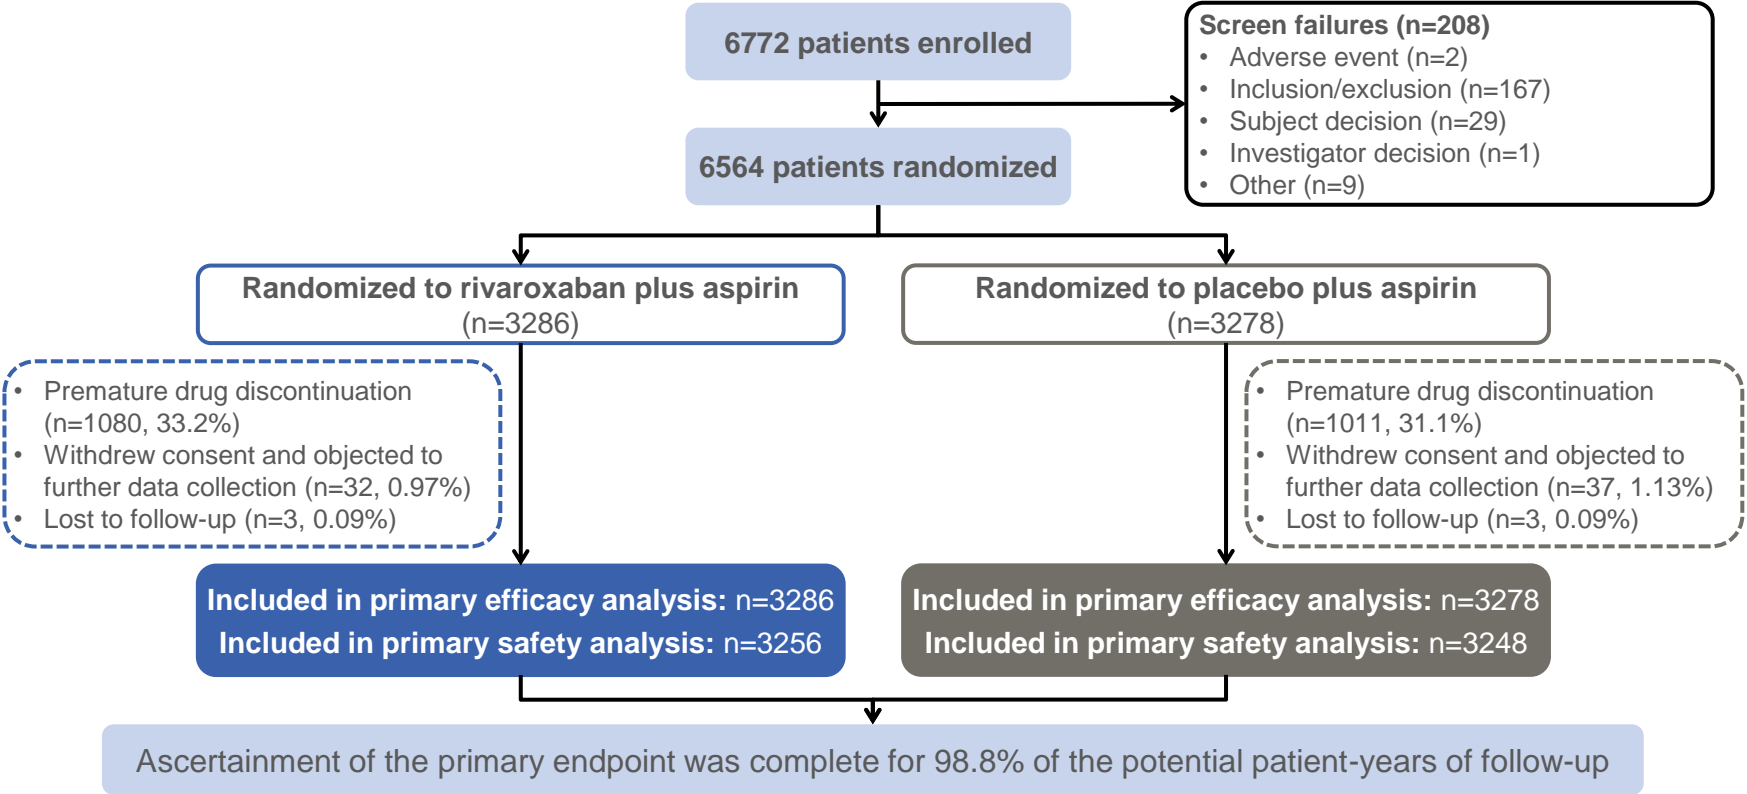 6772 patients enrolled
Screen failures (n=208)
• Adverse event (n=2)
• Inclusion/exclusion (n=167)
• Subject decision (n=29)
• Investigator decision (n=1)
• Other (n=9)
6564 patients randomized
Randomized to rivaroxaban plus aspirin
(n=3286)
Randomized to placebo plus aspirin
(n=3278)
• Premature drug discontinuation
(n=1080, 33.2%)
• Withdrew consent and objected to
further data collection (n=32, 0.97%)
• Lost to follow-up (n=3, 0.09%)
• Premature drug discontinuation
(n=1011, 31.1%)
• Withdrew consent and objected to
further data collection (n=37, 1.13%)
• Lost to follow-up (n=3, 0.09%)
Included in primary efficacy analysis: n=3286
Included in primary safety analysis: n=3256
Included in primary efficacy analysis: n=3278
Included in primary safety analysis: n=3248
Ascertainment of the primary endpoint was complete for 98.8% of the potential patient-years of follow-up